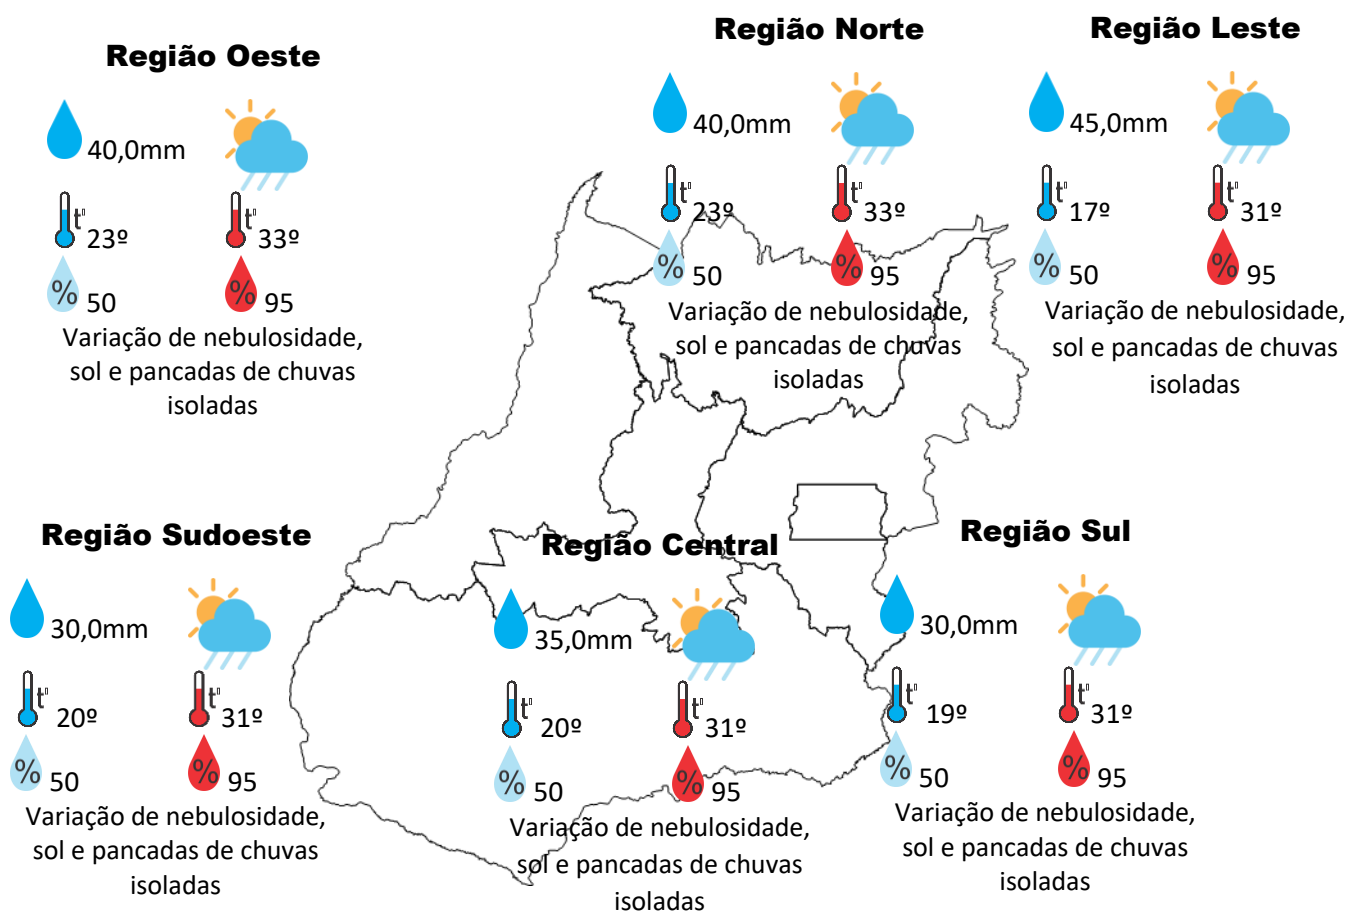 Região Oeste
40,0mm
t°
23º
t°
33º
%
50
%
95
Variação de nebulosidade,
sol e pancadas de chuvas
isoladas
Região Norte
40,0mm
t°
23º
t°
33º
%
50
%
95
Variação de nebulosidade,
sol e pancadas de chuvas
isoladas
Região Leste
45,0mm
t°
17º
t°
31º
%
50
%
95
Variação de nebulosidade,
sol e pancadas de chuvas
isoladas
Região Sudoeste
30,0mm
t°
20º
t°
31º
%
50
%
95
Variação de nebulosidade,
sol e pancadas de chuvas
isoladas
Região Central
35,0mm
t°
20º
t°
31º
%
50
%
95
Variação de nebulosidade,
sol e pancadas de chuvas
isoladas
Região Sul
30,0mm
t°
19º
t°
31º
%
50
%
95
Variação de nebulosidade,
sol e pancadas de chuvas
isoladas